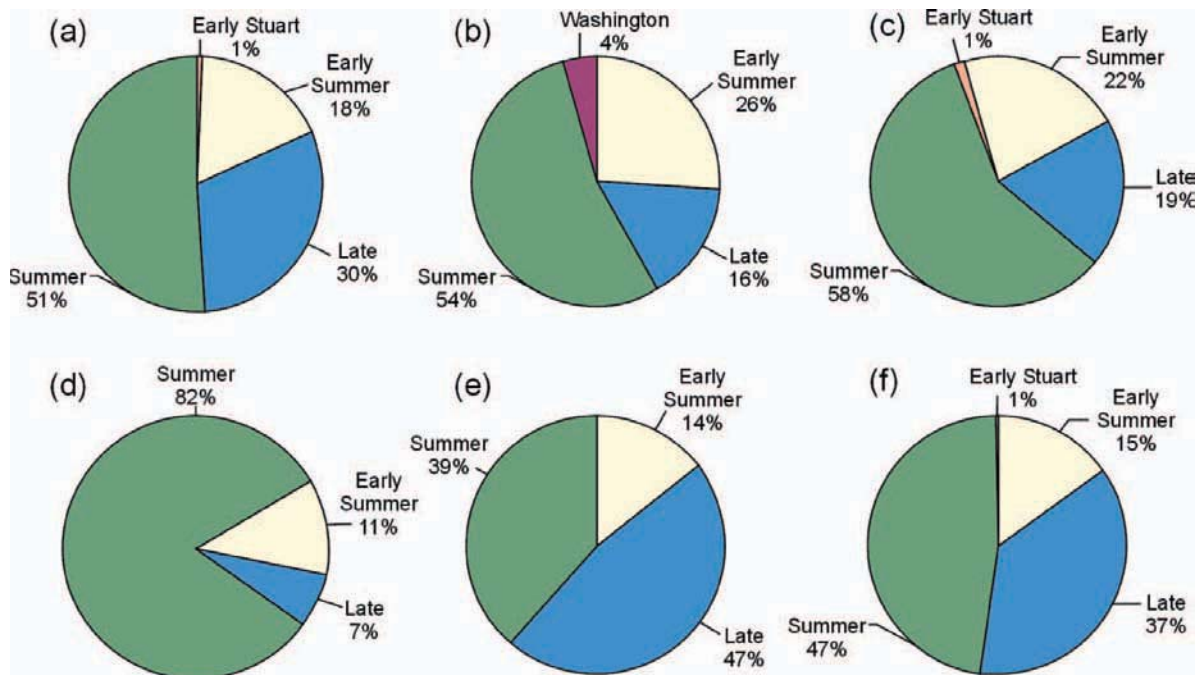 (a)
Early Stuart
1%
Early
Summer
18%
Late
30%
Summer
51%
(b)
Washington
4%
Early
Summer
26%
Late
16%
Summer
54%
(c)
Early Stuart
1%
Early
Summer
22%
Late
19%
Summer
58%
(d)
Summer
82%
Early
Summer
11%
Late
7%
(e)
Early
Summer
14%
Summer
39%
Late
47%
(f)
Early Stuart
1%
Early
Summer
15%
Late
37%
Summer
47%